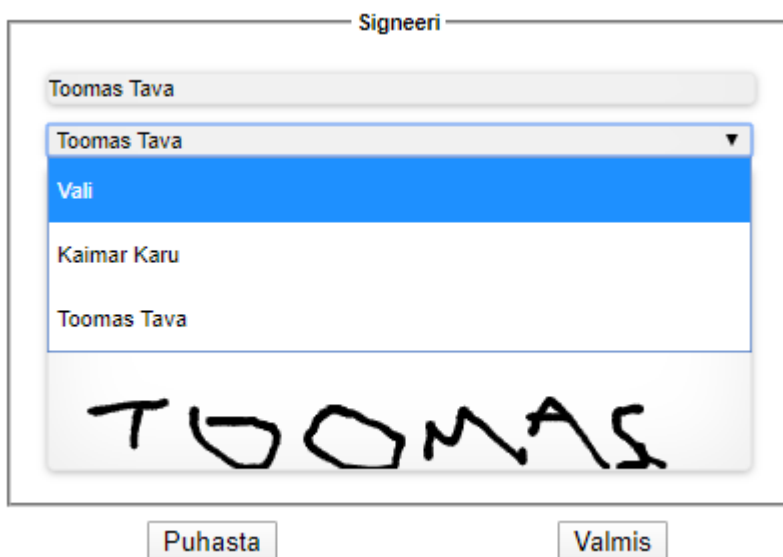 Signeeri
Toomas Tava
Toomas Tava
Vali
Kaimar Karu
Toomas Tava
TOOMAS
Puhasta Valmis